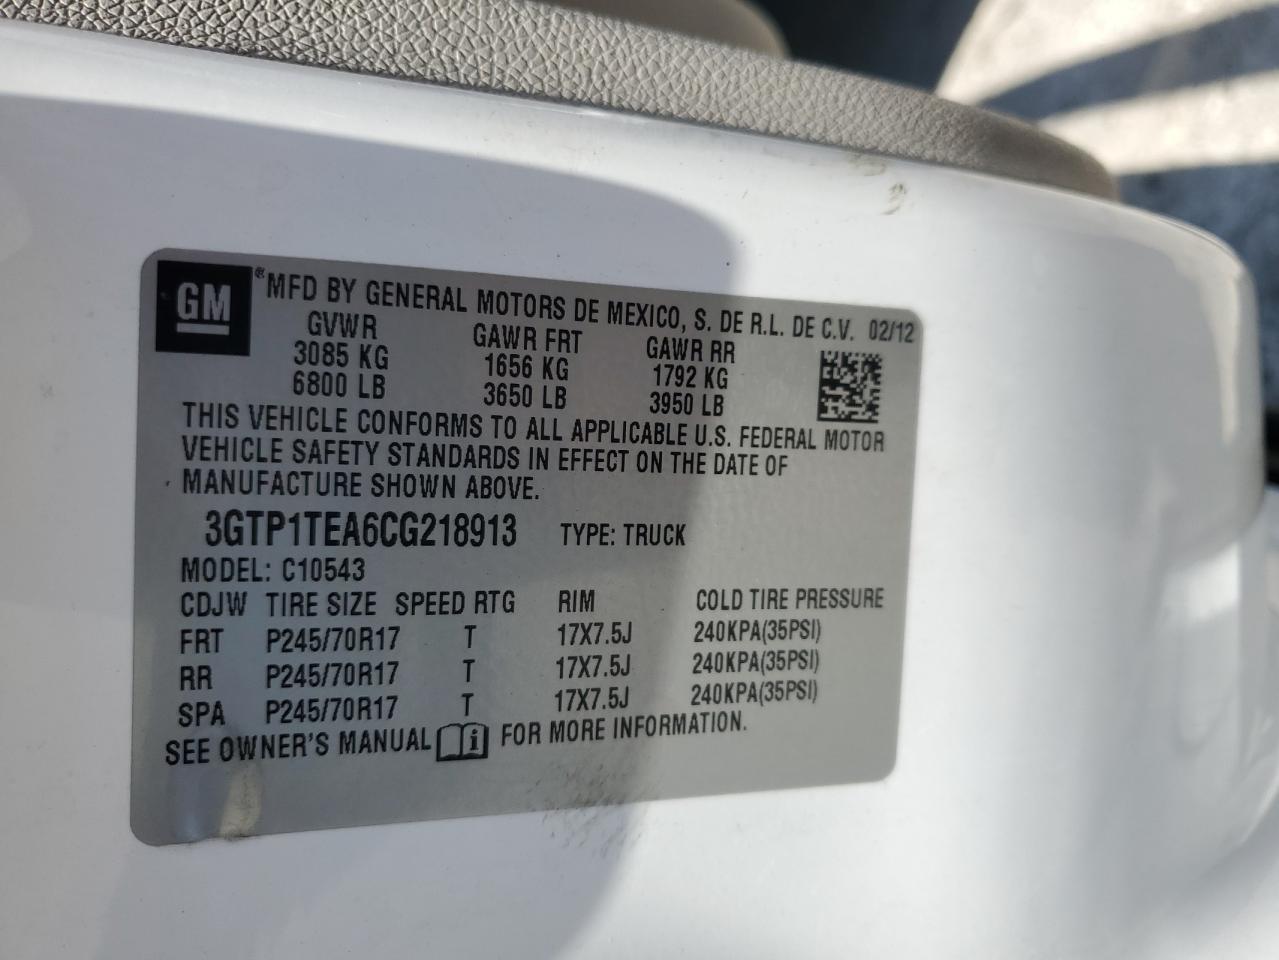 GM ® MFD BY GENERAL MOTORS DE MEXICO, S. DE R.L. DE C.V. 02/12
GVWR GAWR FRT GAWR RR
3085 KG 1656 KG 1792 KG
6800 LB 3650 LB 3950 LB
THIS VEHICLE CONFORMS TO ALL APPLICABLE U.S. FEDERAL MOTOR
VEHICLE SAFETY STANDARDS IN EFFECT ON THE DATE OF
MANUFACTURE SHOWN ABOVE.
3GTP1TEA6CG218913 TYPE: TRUCK
MODEL: C10543
CDJW TIRE SIZE SPEED RTG RIM COLD TIRE PRESSURE
FRT P245/70R17 T 17X7.5J 240KPA(35PSI)
RR P245/70R17 T 17X7.5J 240KPA(35PSI)
SPA P245/70R17 T 17X7.5J 240KPA(35PSI)
SEE OWNER'S MANUAL i FOR MORE INFORMATION.